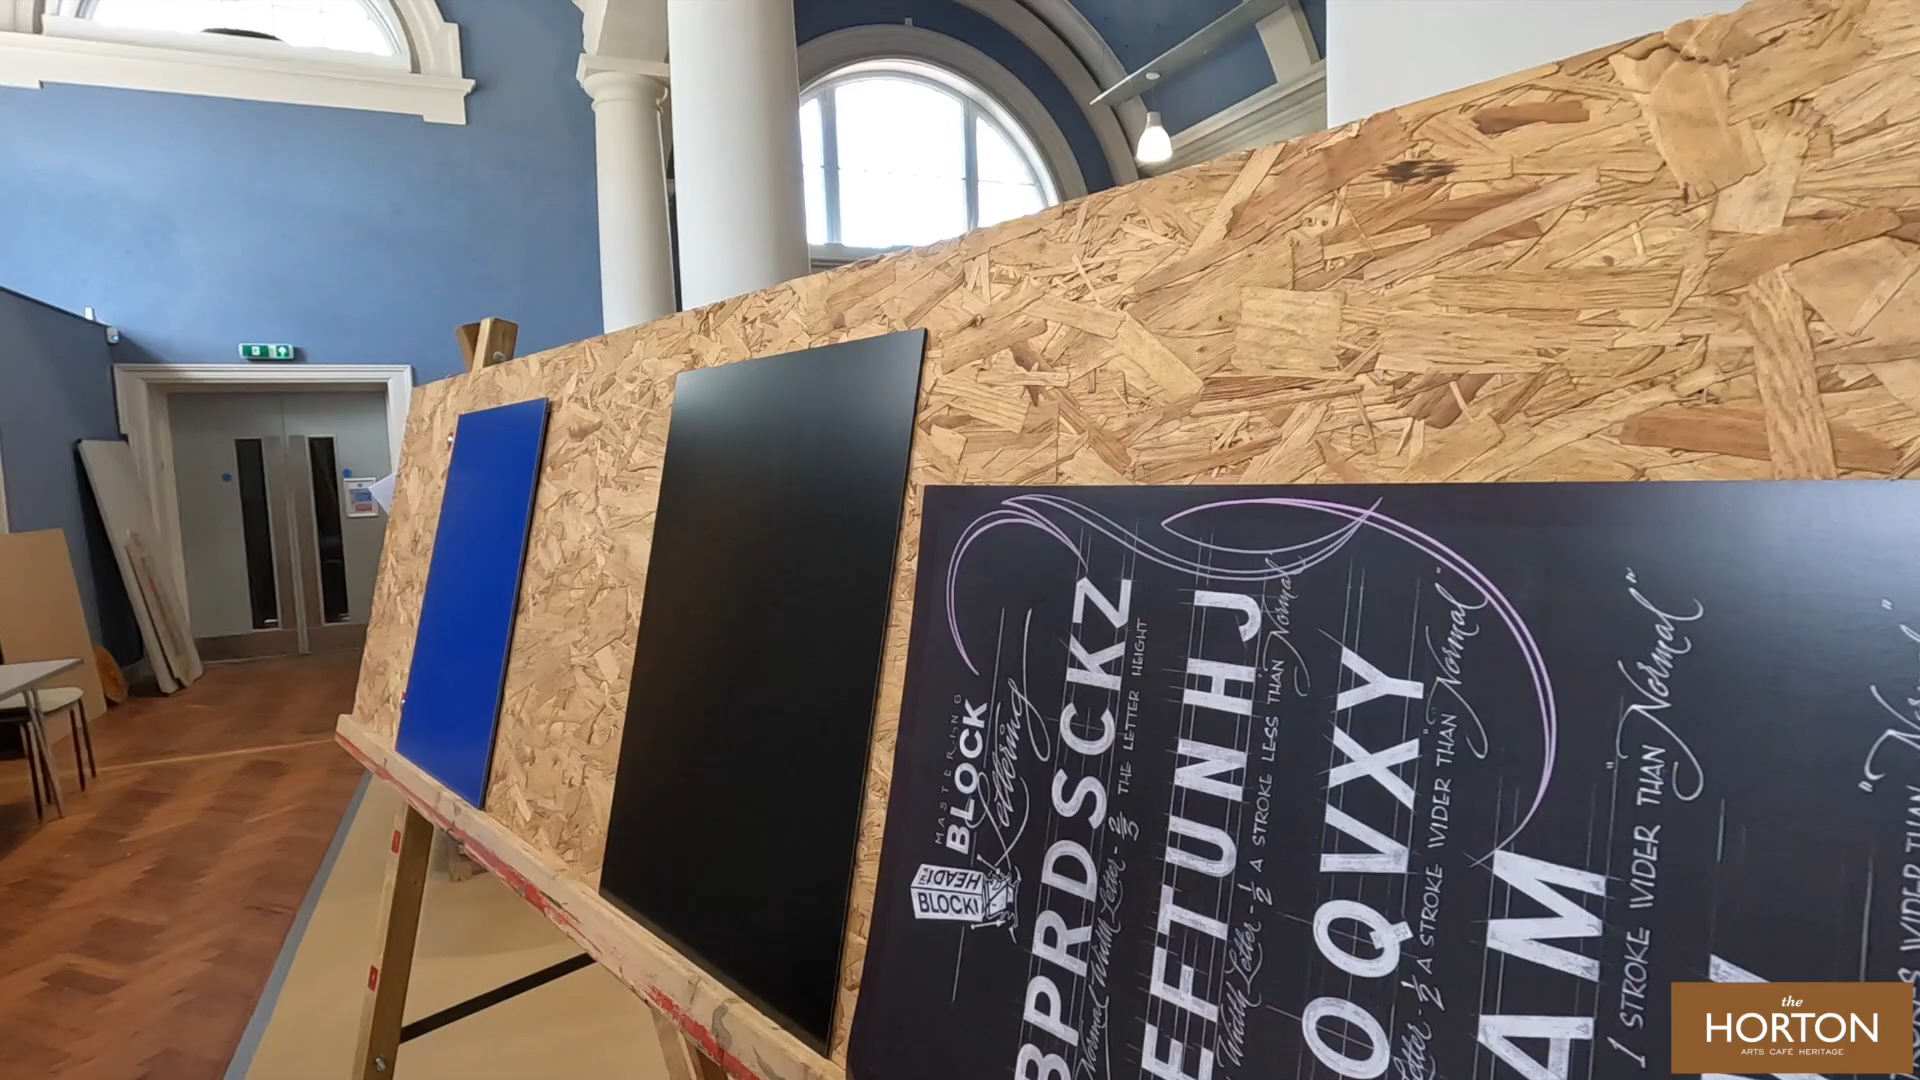 MASTERING
BLOCK
Lettering
IN A
HEAD!
BLOCK!
BPRDSCKZ
Normal Width Letter - 2/3 THE LETTER HEIGHT
EFTUNHJ
Width Letter - 1/2 A STROKE LESS THAN Normal
OQVXY
Letter - 1/2 A STROKE WIDER THAN "Normal"
AM
1 STROKE WIDER "THAN Normal"
WIDER THAN
the
HORTON
ARTS CAFÉ HERITAGE